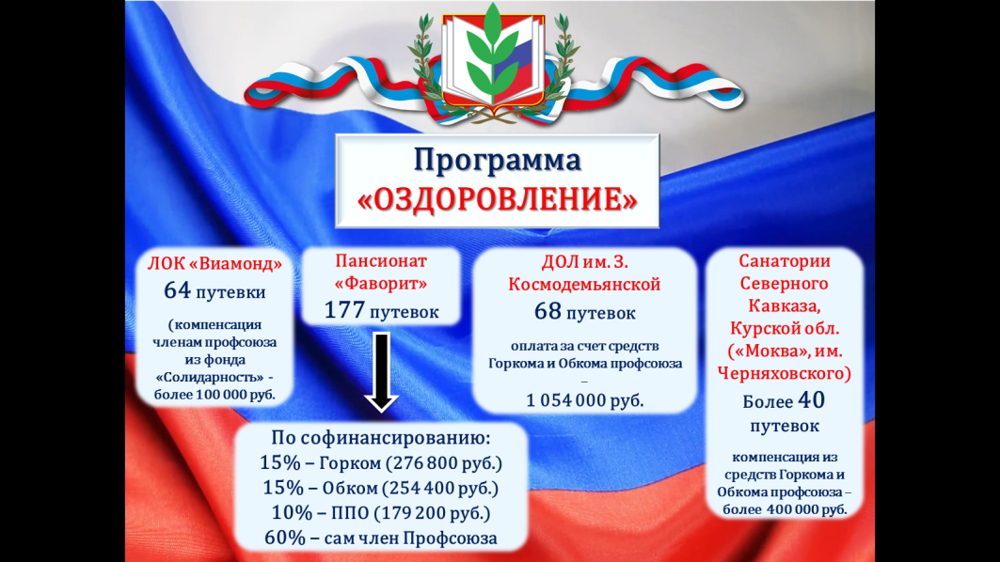 Программа
«ОЗДОРОВЛЕНИЕ»
ЛОК «Виамонд»
64 путевки
(компенсация
членам профсоюза
из фонда
«Солидарность» -
более 100 000 руб.
Пансионат
«Фаворит»
177 путевок
По софинансированию:
15% – Горком (276 800 руб.)
15% – Обком (254 400 руб.)
10% – ППО (179 200 руб.)
60% – сам член Профсоюза
ДОЛ им. З.
Космодемьянской
68 путевок
оплата за счет средств
Горкома и Обкома профсоюза
–
1 054 000 руб.
Санатории
Северного
Кавказа,
Курской обл.
(«Моква», им.
Черняховского)
Более 40
путевок
компенсация из
средств Горкома и
Обкома профсоюза –
более 400 000 руб.